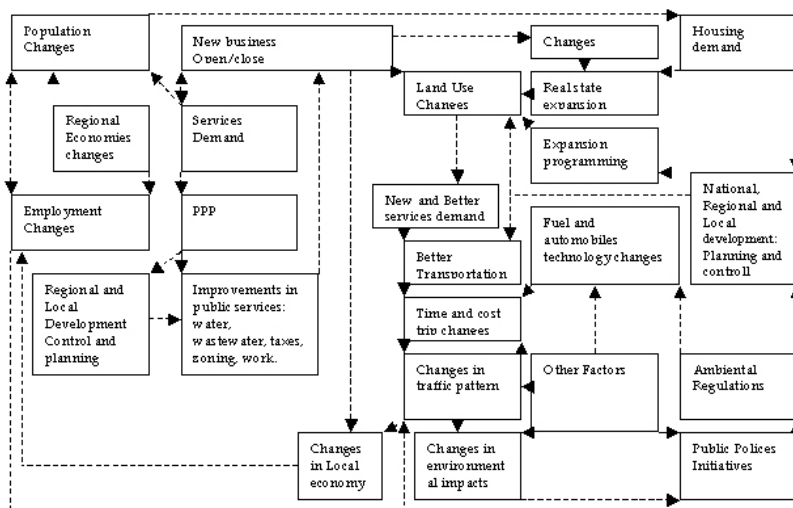 Population
Changes
New business
Open/close
Changes
Housing
demand
Land Use
Changes
Real state
expansion
Regional
Economies
changes
Services
Demand
Expansion
programming
National,
Regional and
Local
development:
Planning and
controll
Employment
Changes
PPP
New and Better
services demand
Fuel and
automobiles
technology changes
Better
Transportation
Regional and
Local
Development
Control and
planning
Improvements in
public services:
water,
wastewater, taxes,
zoning, work.
Time and cost
trip changes
Changes in
traffic pattern
Other Factors
Ambiental
Regulations
Changes
in Local
economy
Changes in
environment
al impacts
Public Polices
Initiatives